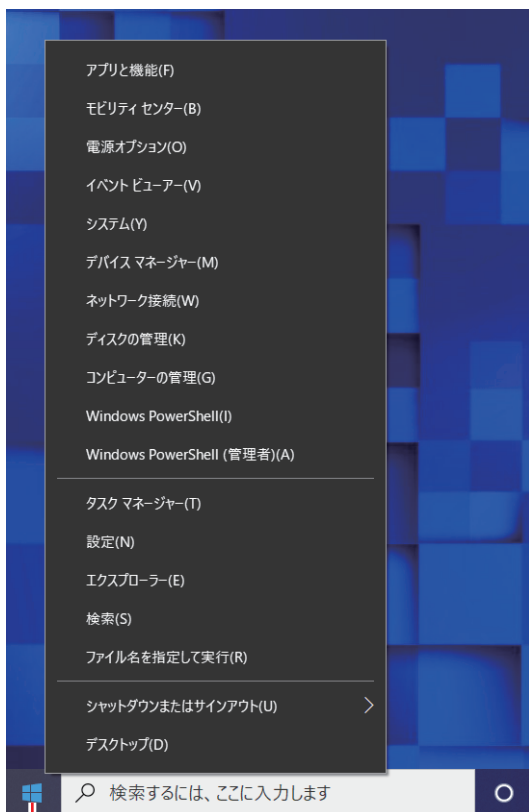 アプリと機能(F)
モビリティ センター(B)
電源オプション(O)
イベント ビューアー(V)
システム(Y)
デバイス マネージャー(M)
ネットワーク接続(W)
ディスクの管理(K)
コンピューターの管理(G)
Windows PowerShell(I)
Windows PowerShell (管理者)(A)
タスク マネージャー(T)
設定(N)
エクスプローラー(E)
検索(S)
ファイル名を指定して実行(R)
シャットダウンまたはサインアウト(U)
デスクトップ(D)
検索するには、ここに入力します